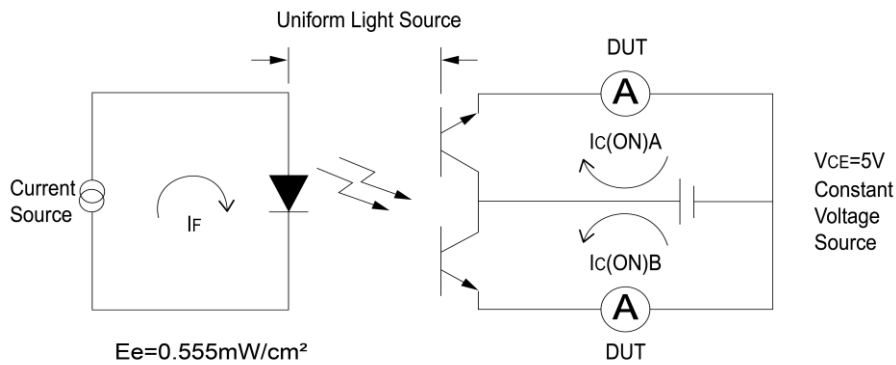 Uniform Light Source
DUT
A
IC(ON)A
Current
Source
IF
VCE=5V
Constant
Voltage
Source
IC(ON)B
A
DUT
Ee=0.555mW/cm²